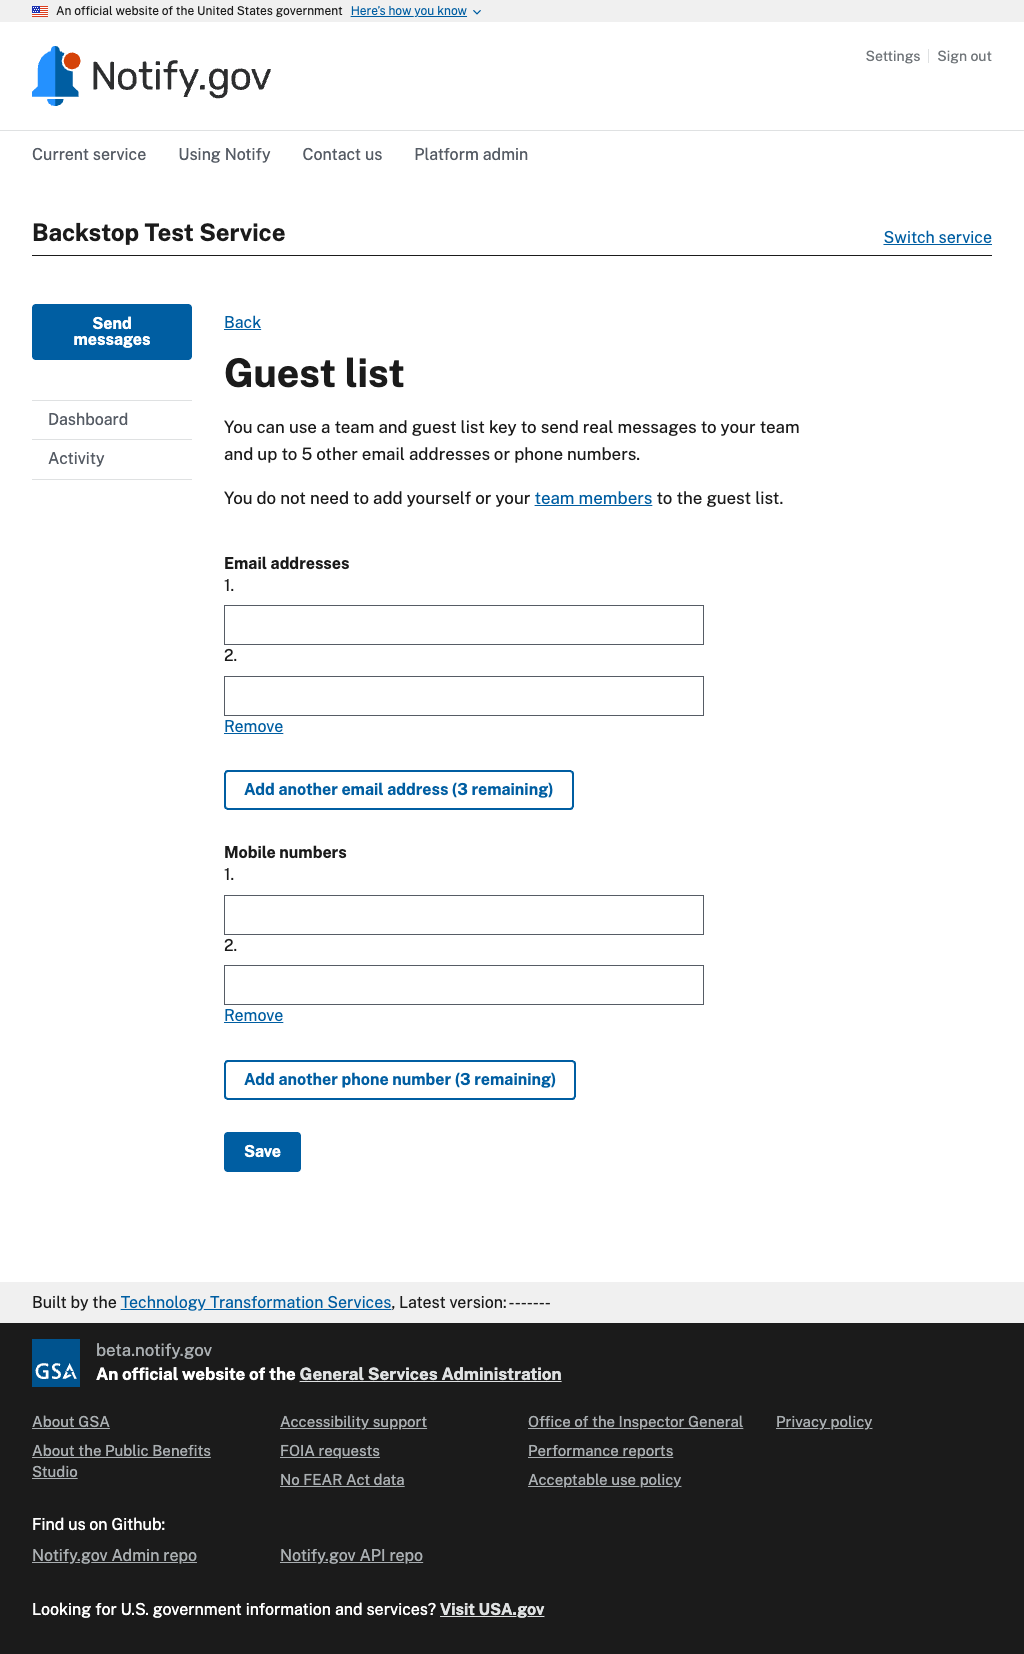 An official website of the United States government Here's how you know
Notify.gov
Settings
Sign out
Current service
Using Notify
Contact us
Platform admin
Backstop Test Service
Switch service
Send
messages
Dashboard
Activity
Back
Guest list
You can use a team and guest list key to send real messages to your team
and up to 5 other email addresses or phone numbers.
You do not need to add yourself or your team members to the guest list.
Email addresses
1.
2.
Remove
Add another email address (3 remaining)
Mobile numbers
1.
2.
Remove
Add another phone number (3 remaining)
Save
Built by the Technology Transformation Services, Latest version: -------
GSA
beta.notify.gov
An official website of the General Services Administration
About GSA
About the Public Benefits
Studio
Accessibility support
FOIA requests
No FEAR Act data
Office of the Inspector General
Performance reports
Acceptable use policy
Privacy policy
Find us on Github:
Notify.gov Admin repo
Notify.gov API repo
Looking for U.S. government information and services? Visit USA.gov